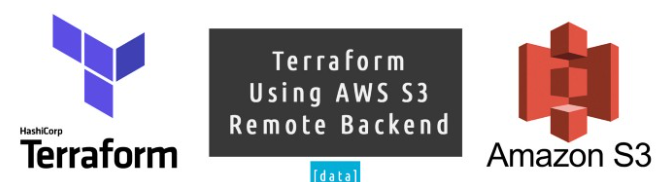 HashiCorp
Terraform
Terraform
Using AWS S3
Remote Backend
[data]
Amazon S3